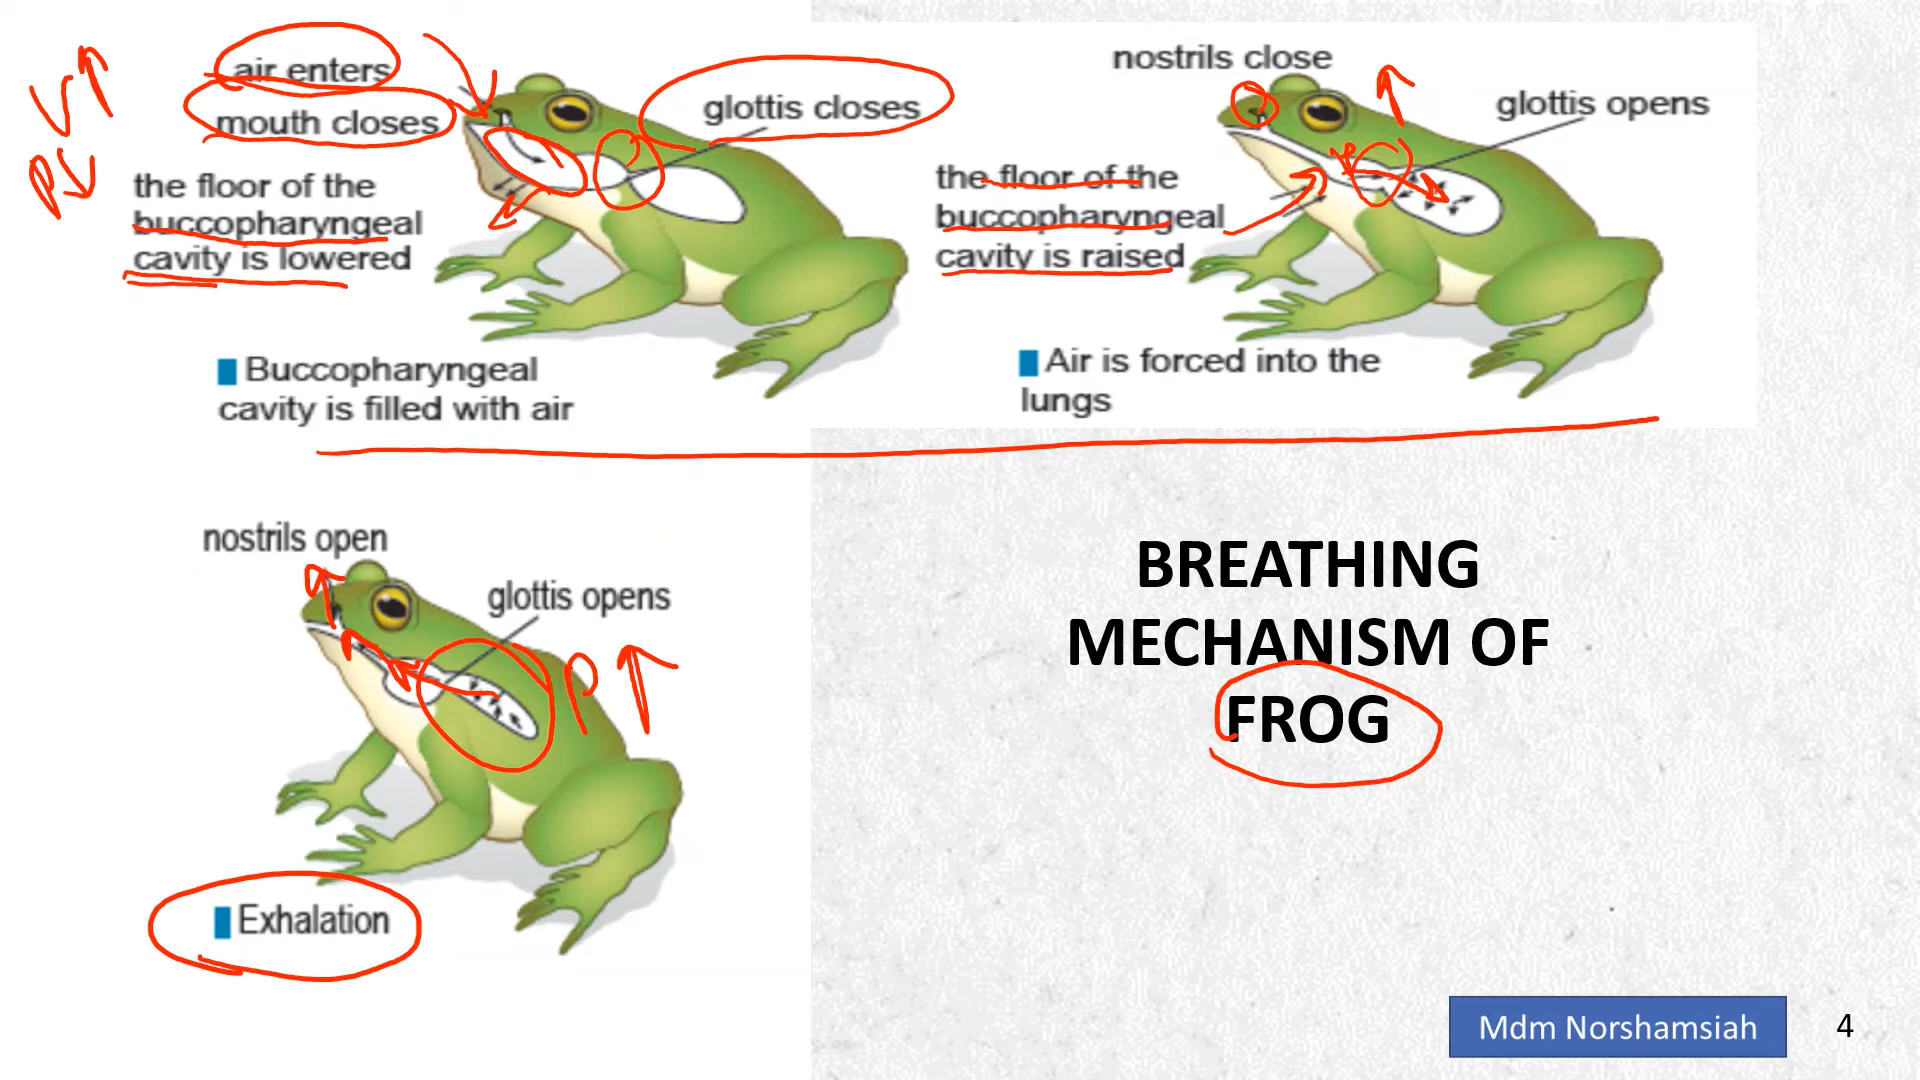 V↑
P↓
air enters
mouth closes
glottis closes
the floor of the
buccopharyngeal
cavity is lowered
Buccopharyngeal
cavity is filled with air
nostrils close
glottis opens
the floor of the
buccopharyngeal
cavity is raised
Air is forced into the
lungs
nostrils open
glottis opens
P↑
Exhalation
BREATHING
MECHANISM OF
FROG
Mdm Norshamsiah
4